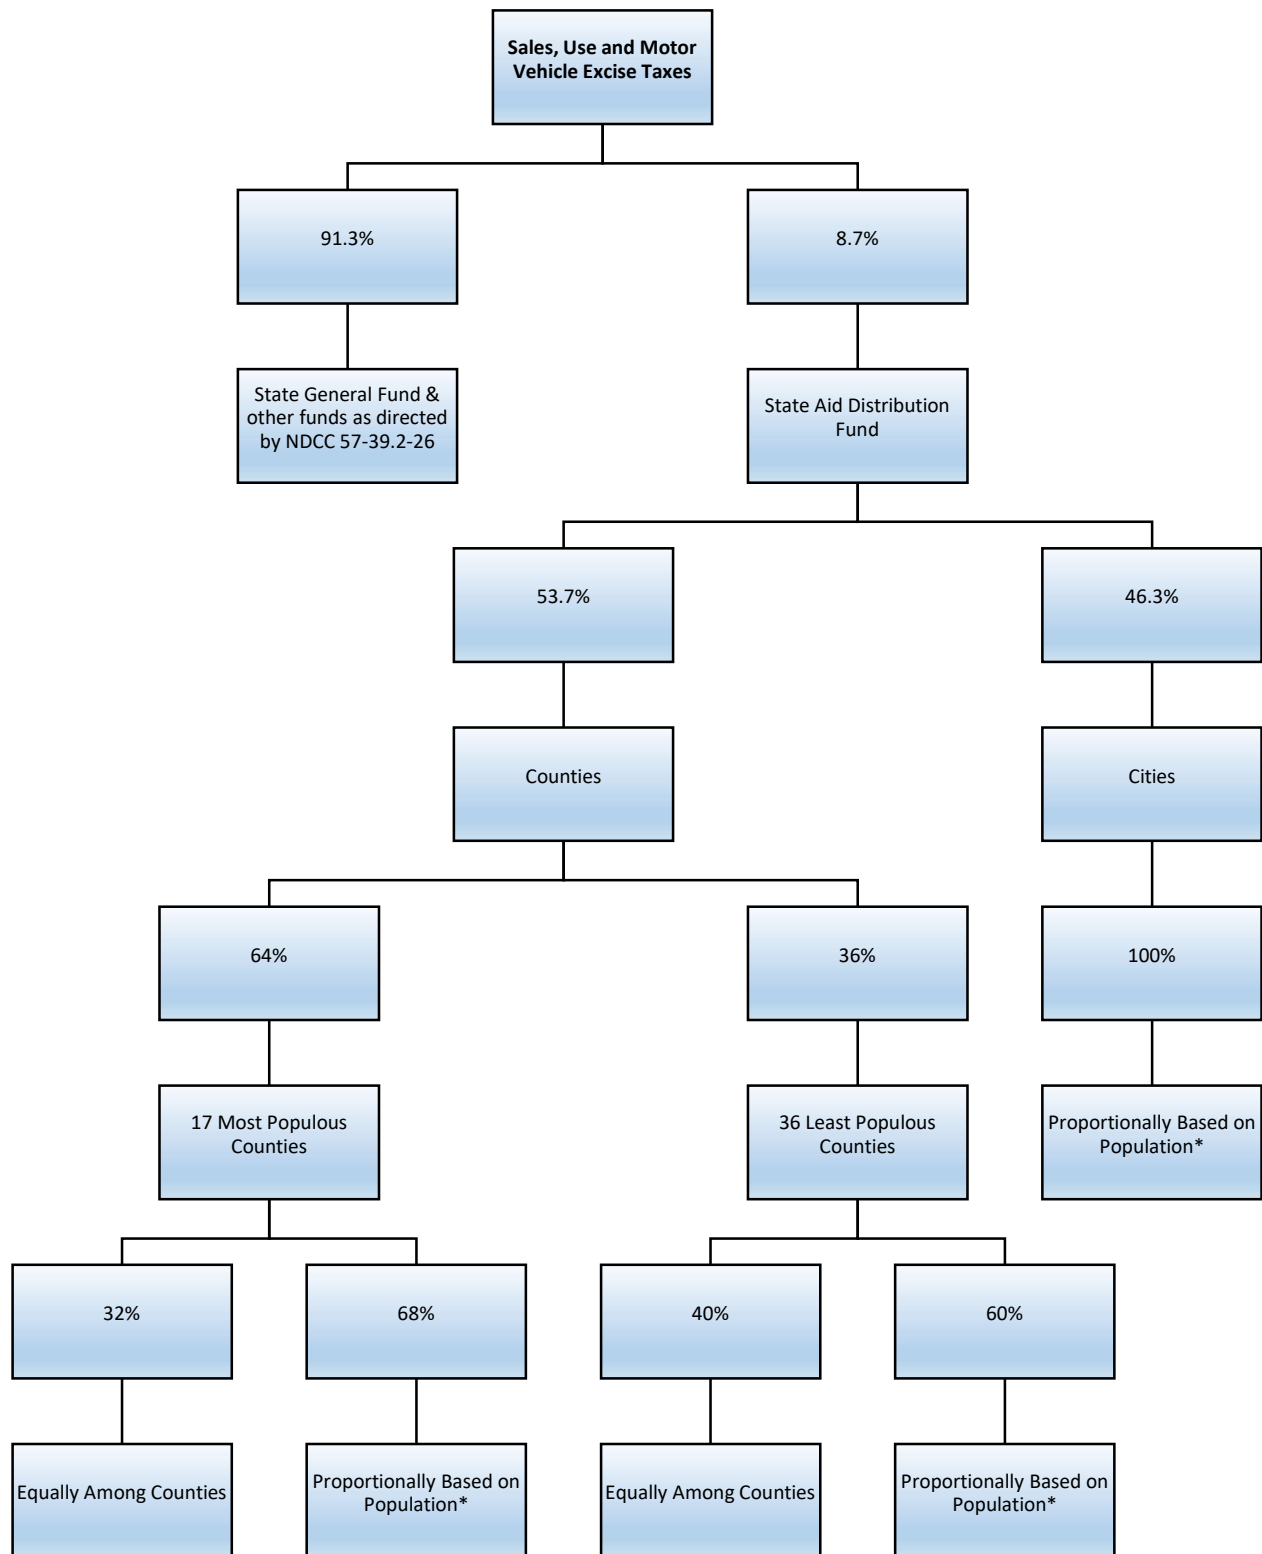 Sales, Use and Motor
Vehicle Excise Taxes
91.3%
8.7%
State General Fund &
other funds as directed
by NDCC 57-39.2-26
State Aid Distribution
Fund
53.7%
46.3%
Counties
Cities
64%
36%
100%
17 Most Populous
Counties
36 Least Populous
Counties
Proportionally Based on
Population*
32%
68%
40%
60%
Equally Among Counties
Proportionally Based on
Population*
Equally Among Counties
Proportionally Based on
Population*